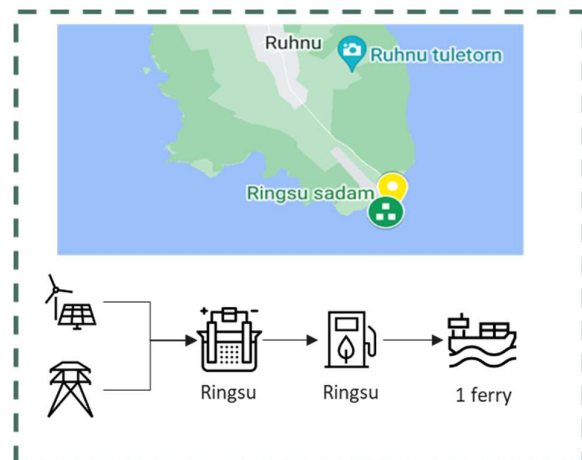 Ruhnu
Ruhnu tuletorn
Ringsu sadam
+ −
Ringsu
Ringsu
1 ferry